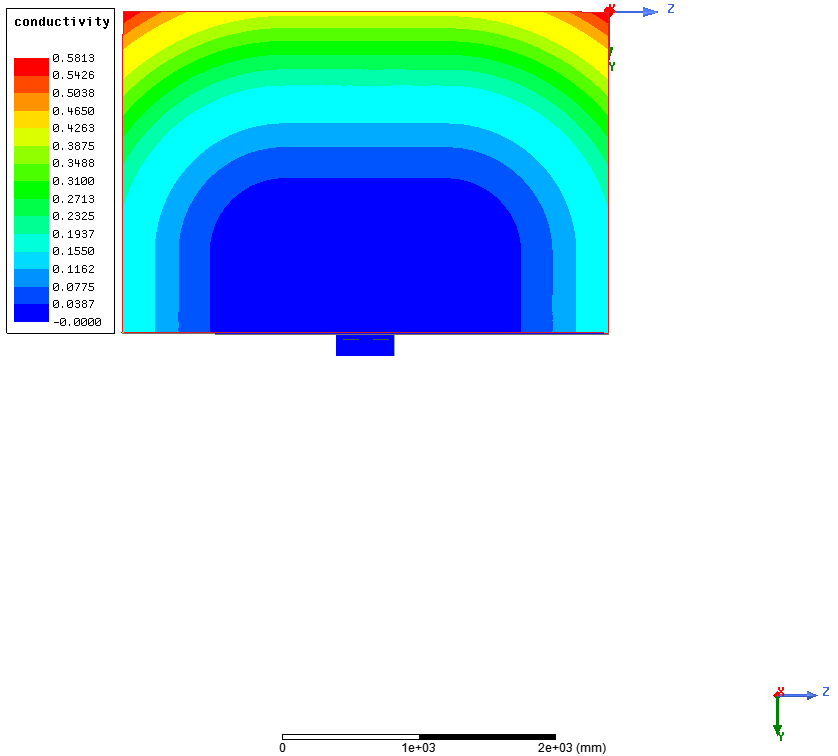 conductivity
0.5813
0.5426
0.5038
0.4650
0.4263
0.3875
0.3488
0.3100
0.2713
0.2325
0.1937
0.1550
0.1162
0.0775
0.0387
-0.0000
X
Z
Y
X
Z
Y
0 1e+03 2e+03 (mm)